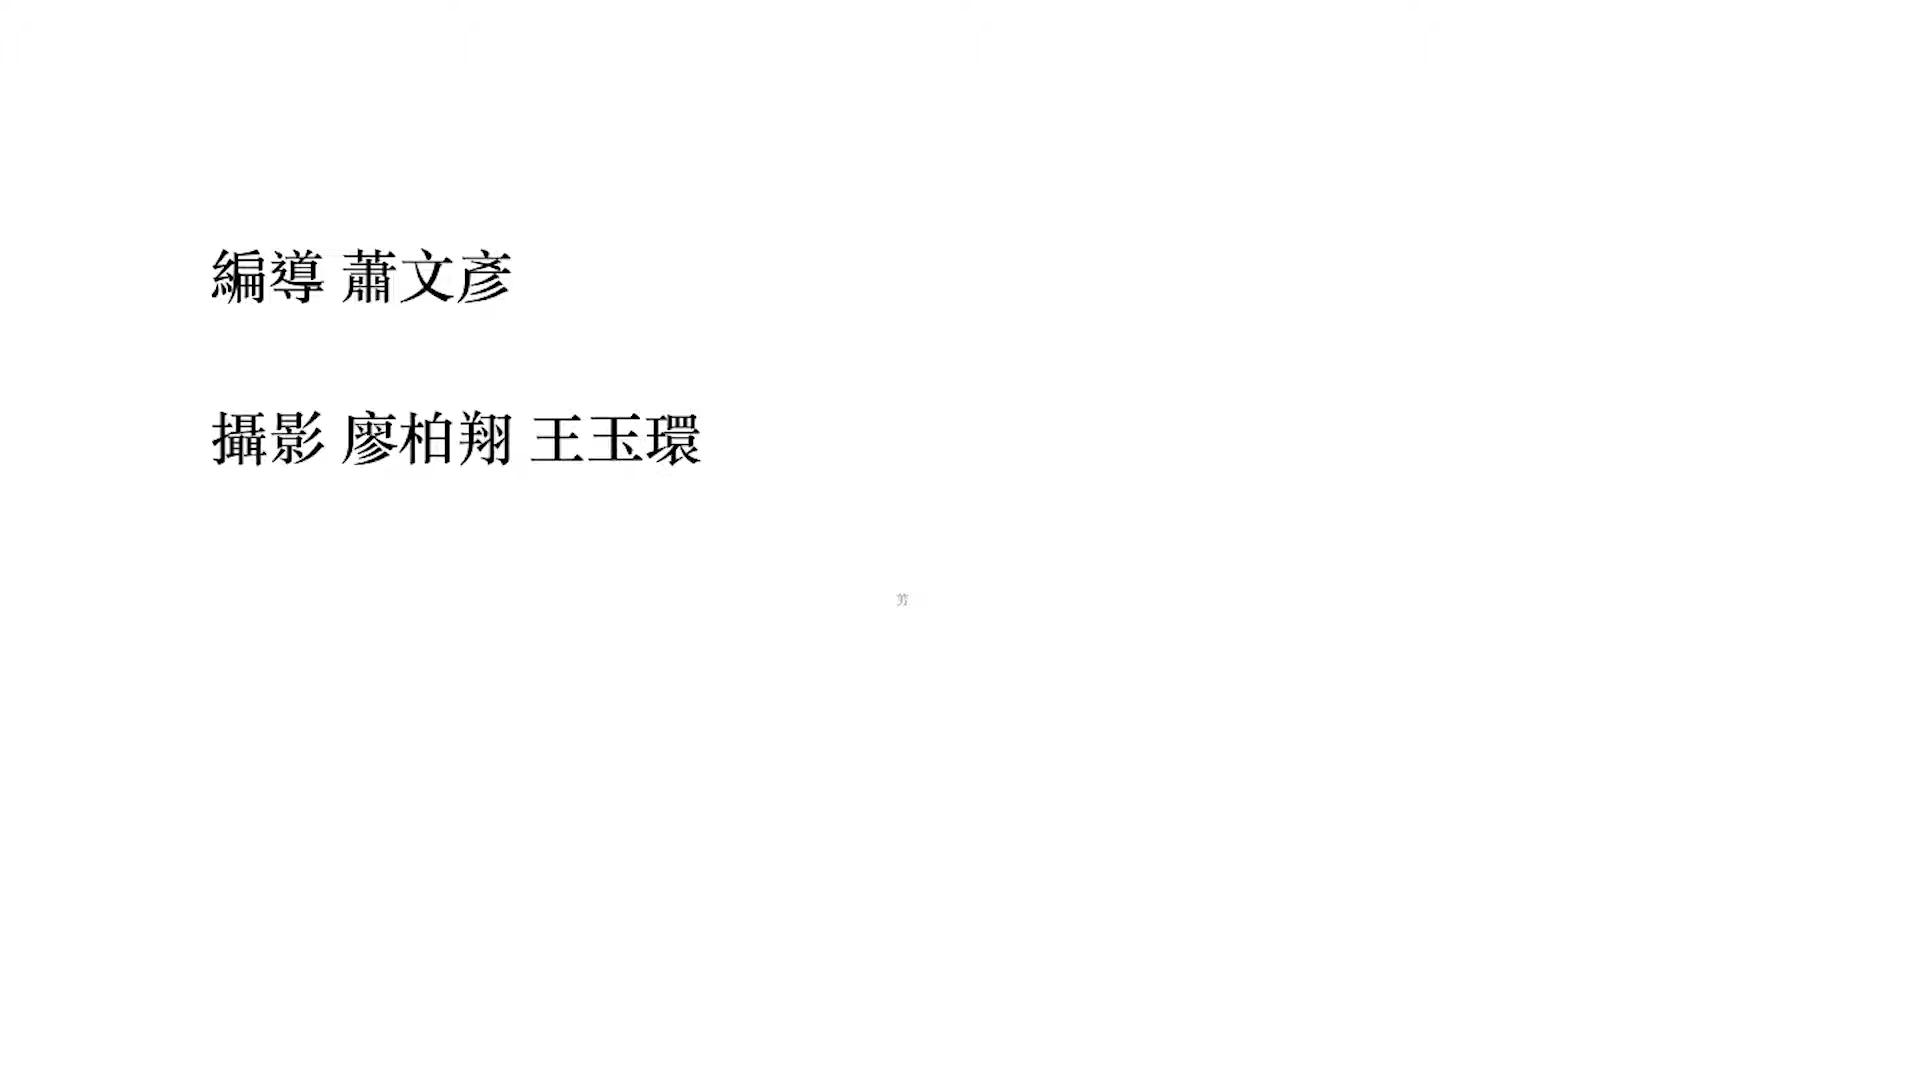 編導 蕭文彥
攝影 廖柏翔 王玉環